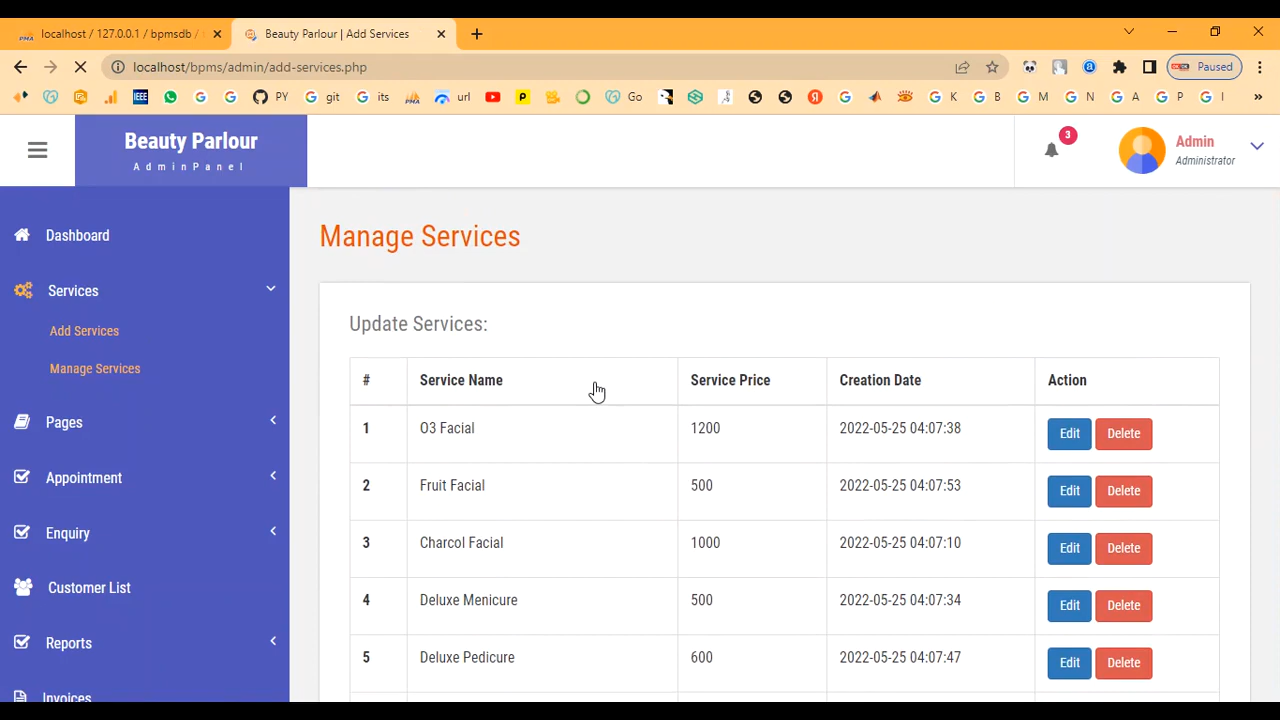 localhost / 127.0.0.1 / bpmsdb /
Beauty Parlour | Add Services
localhost/bpms/admin/add-services.php
Paused
PY
git
its
url
Go
K
B
M
N
A
P
I
Beauty Parlour
AdminPanel
3
Admin
Administrator
Dashboard
Services
Add Services
Manage Services
Pages
Appointment
Enquiry
Customer List
Reports
Invoices
Manage Services
Update Services:
# Service Name Service Price Creation Date Action
1 O3 Facial 1200 2022-05-25 04:07:38 Edit Delete
2 Fruit Facial 500 2022-05-25 04:07:53 Edit Delete
3 Charcol Facial 1000 2022-05-25 04:07:10 Edit Delete
4 Deluxe Menicure 500 2022-05-25 04:07:34 Edit Delete
5 Deluxe Pedicure 600 2022-05-25 04:07:47 Edit Delete